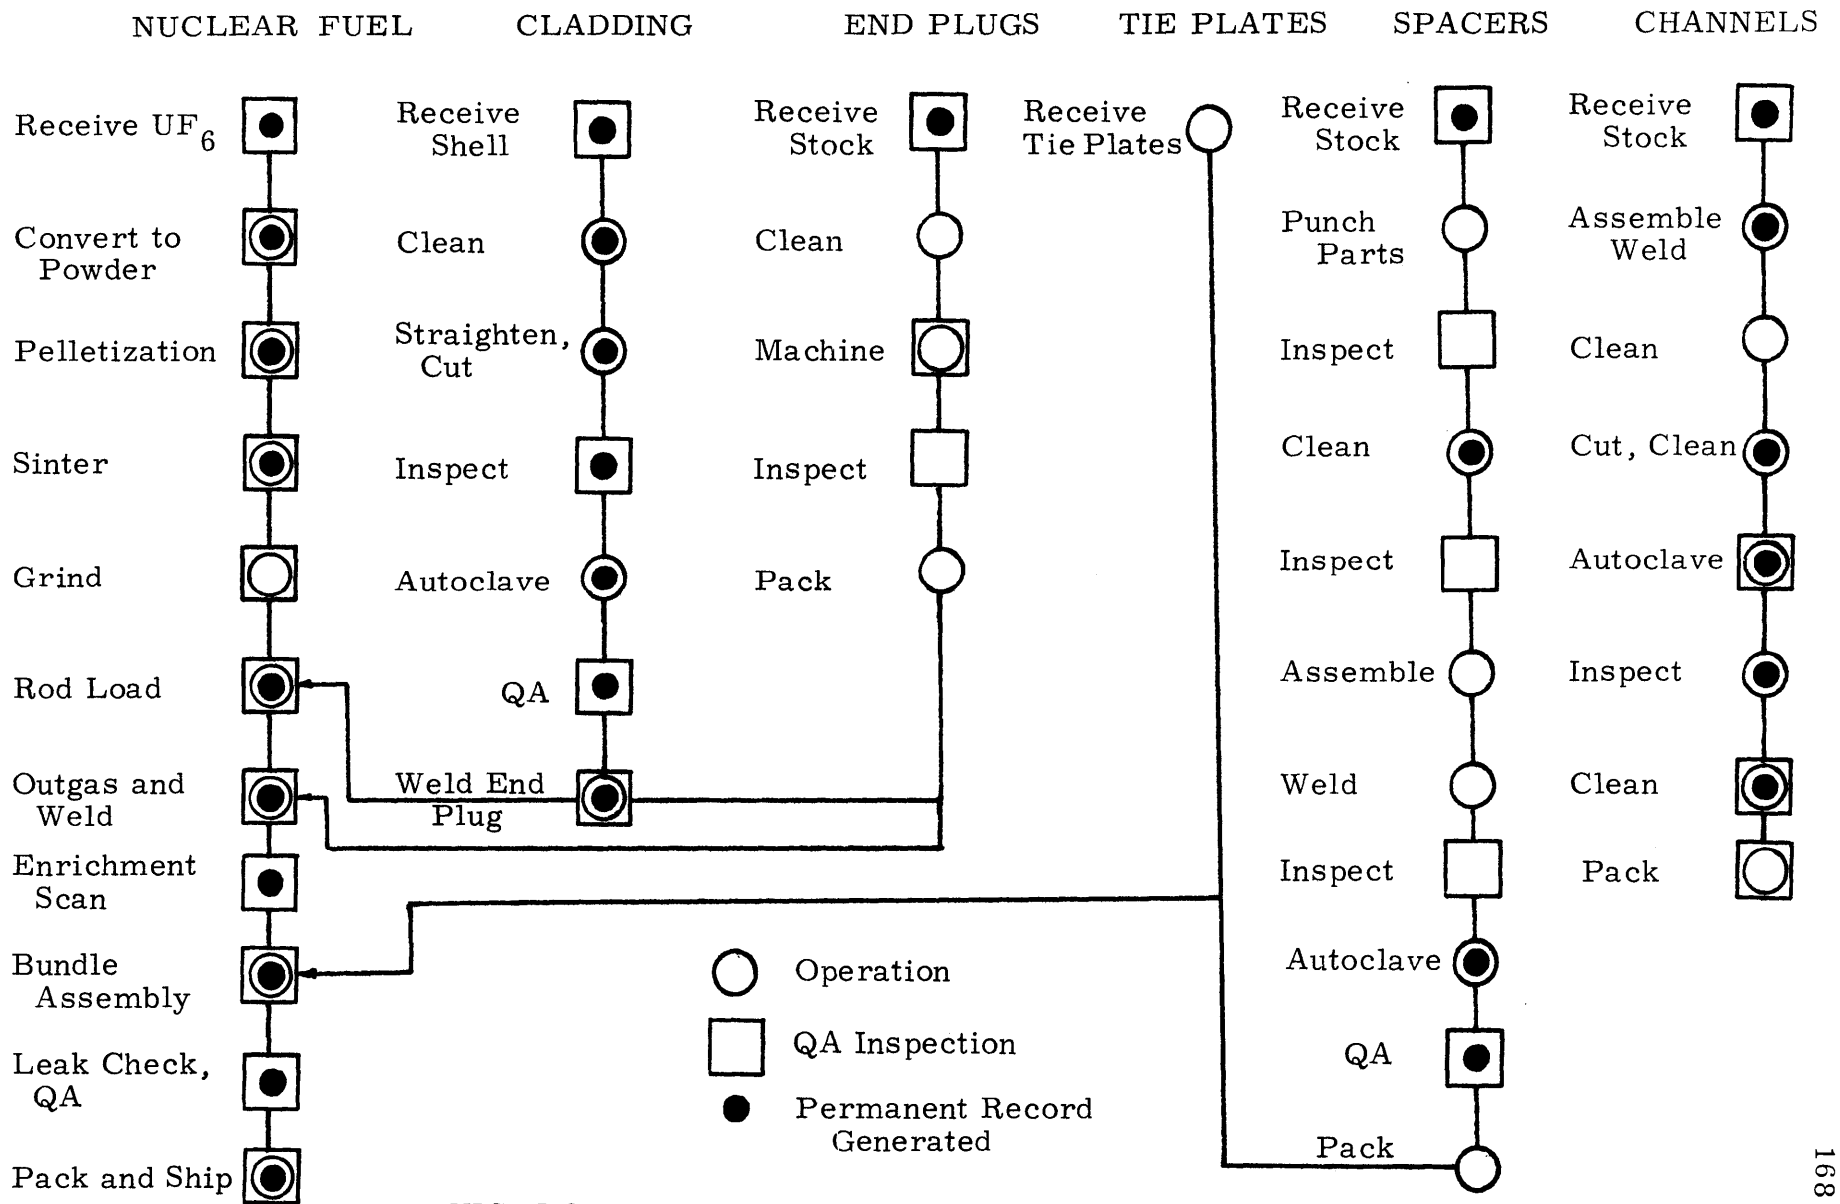 NUCLEAR FUEL
CLADDING
END PLUGS
TIE PLATES
SPACERS
CHANNELS
Receive UF6
Convert to
Powder
Pelletization
Sinter
Grind
Rod Load
Outgas and
Weld
Enrichment
Scan
Bundle
Assembly
Leak Check,
QA
Pack and Ship
Receive
Shell
Clean
Straighten,
Cut
Inspect
Autoclave
QA
Weld End
Plug
Receive
Stock
Clean
Machine
Inspect
Pack
Receive
Tie Plates
Receive
Stock
Punch
Parts
Inspect
Clean
Inspect
Assemble
Weld
Inspect
Autoclave
QA
Pack
Receive
Stock
Assemble
Weld
Clean
Cut, Clean
Autoclave
Inspect
Clean
Pack
Operation
QA Inspection
Permanent Record
Generated
168